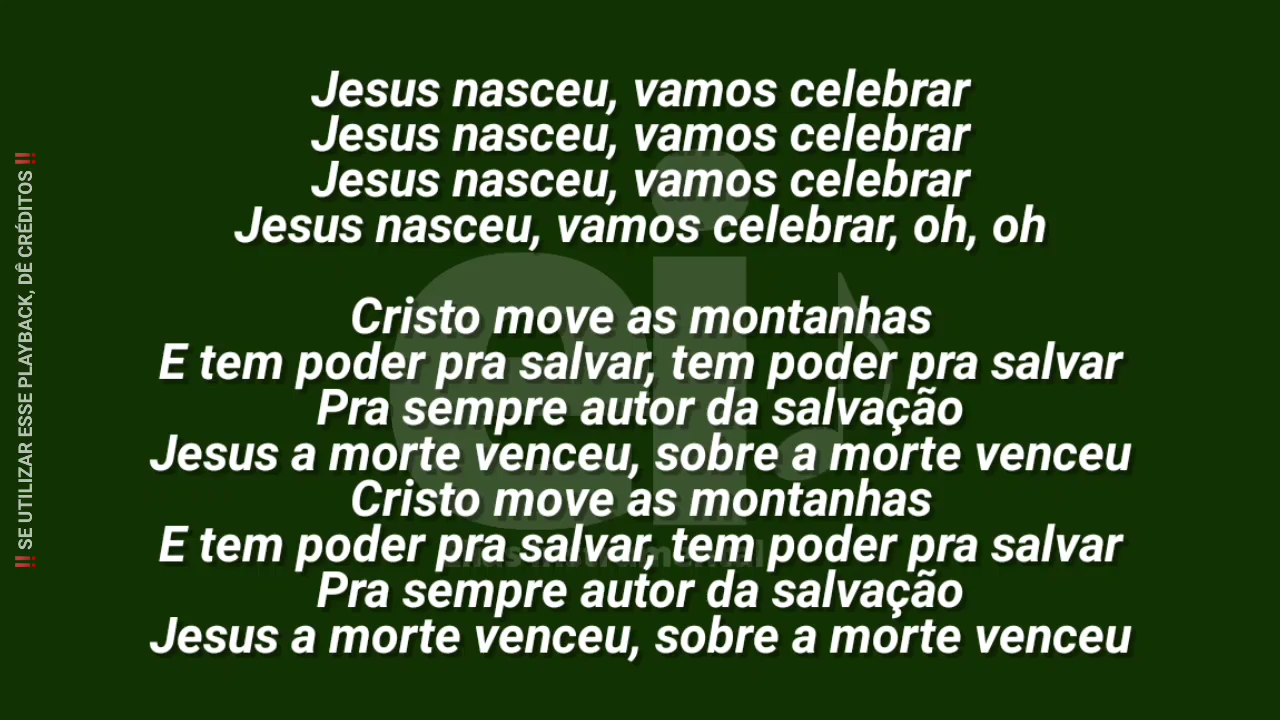 Jesus nasceu, vamos celebrar
Jesus nasceu, vamos celebrar
Jesus nasceu, vamos celebrar
Jesus nasceu, vamos celebrar, oh, oh
Cristo move as montanhas
E tem poder pra salvar, tem poder pra salvar
Pra sempre autor da salvação
Jesus a morte venceu, sobre a morte venceu
Cristo move as montanhas
E tem poder pra salvar, tem poder pra salvar
Pra sempre autor da salvação
Jesus a morte venceu, sobre a morte venceu
‼ SE UTILIZAR ESSE PLAYBACK, DÊ CRÉDITOS ‼
ei